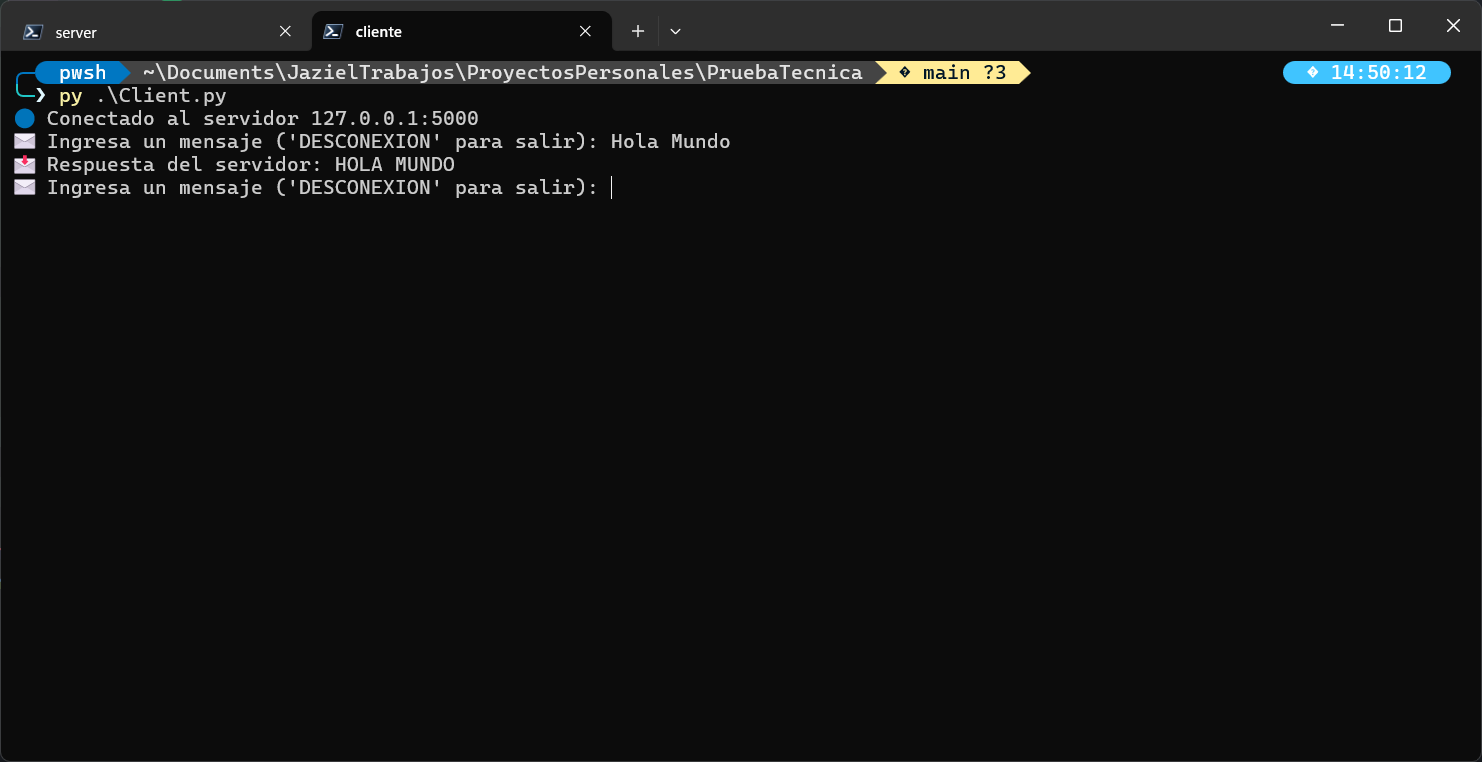 server
cliente
pwsh ~\Documents\JazielTrabajos\ProyectosPersonales\PruebaTecnica main ?3 14:50:12
❯ py .\Client.py
Conectado al servidor 127.0.0.1:5000
Ingresa un mensaje ('DESCONEXION' para salir): Hola Mundo
Respuesta del servidor: HOLA MUNDO
Ingresa un mensaje ('DESCONEXION' para salir):